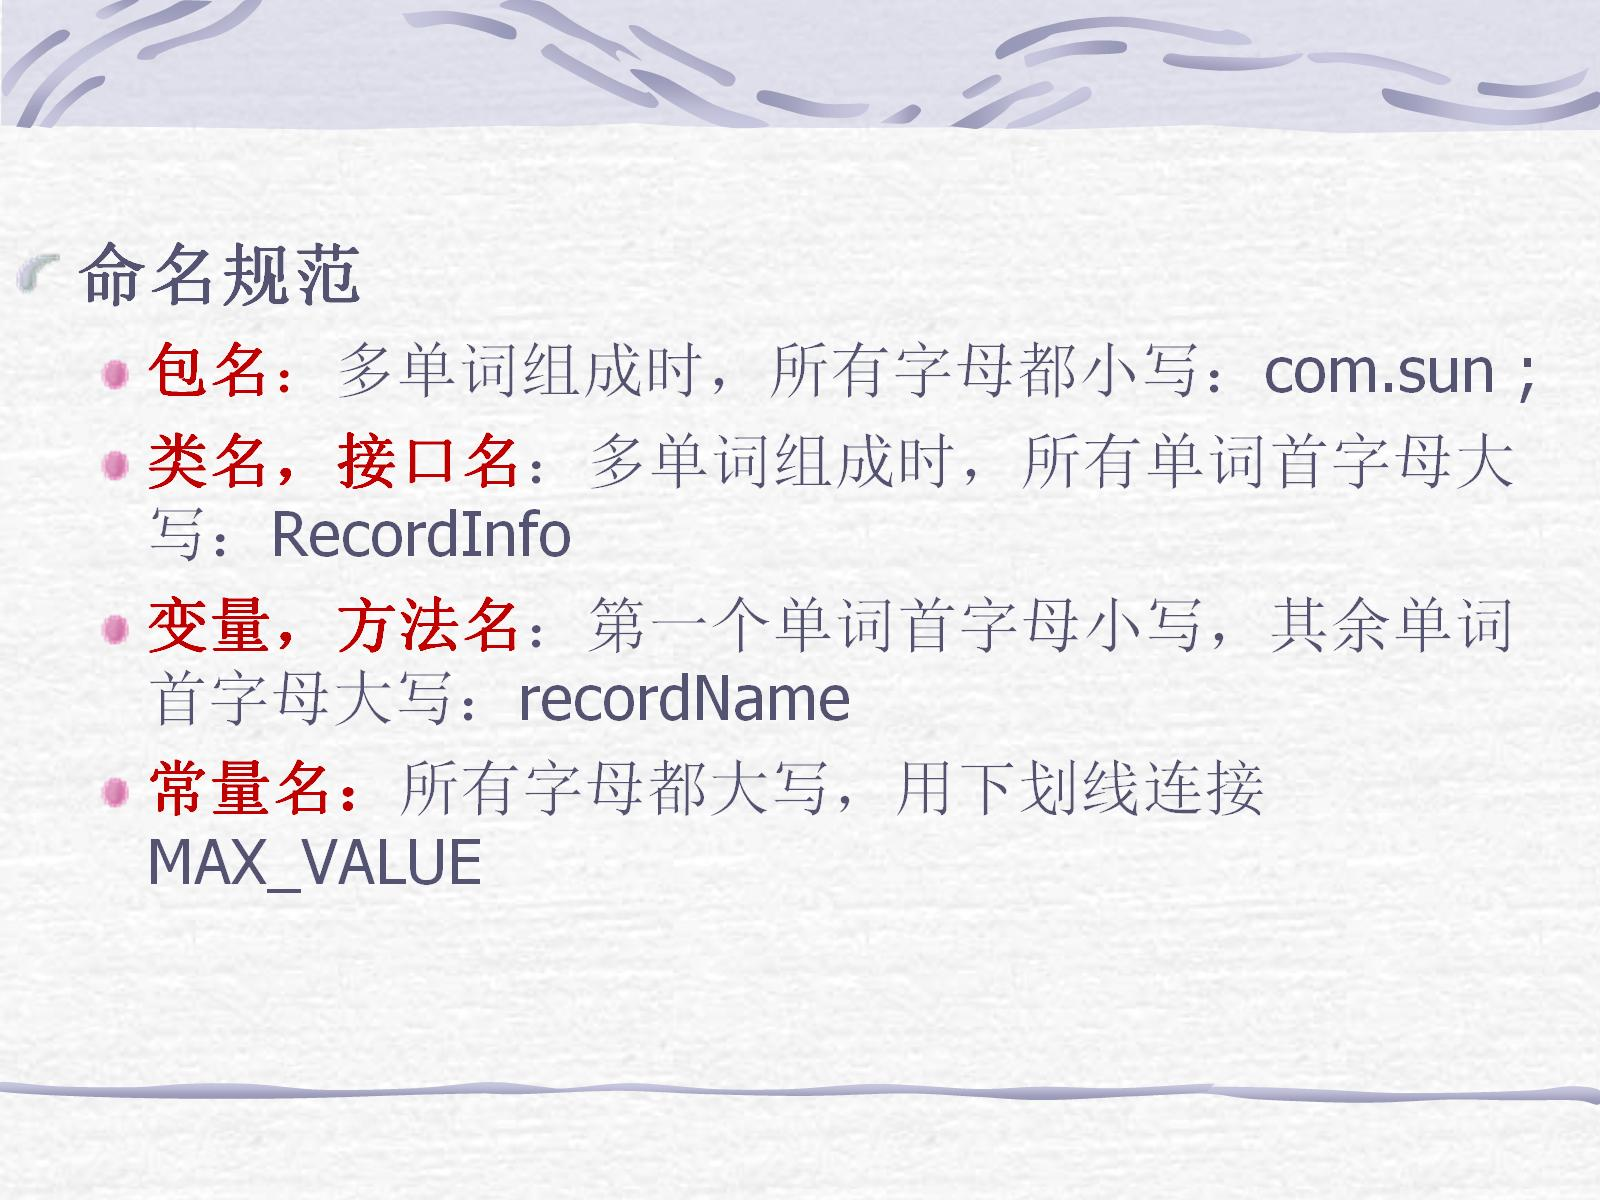 命名规范
包名：多单词组成时，所有字母都小写：com.sun ;
类名，接口名：多单词组成时，所有单词首字母大
写：RecordInfo
变量，方法名：第一个单词首字母小写，其余单词
首字母大写：recordName
常量名：所有字母都大写，用下划线连接
MAX_VALUE